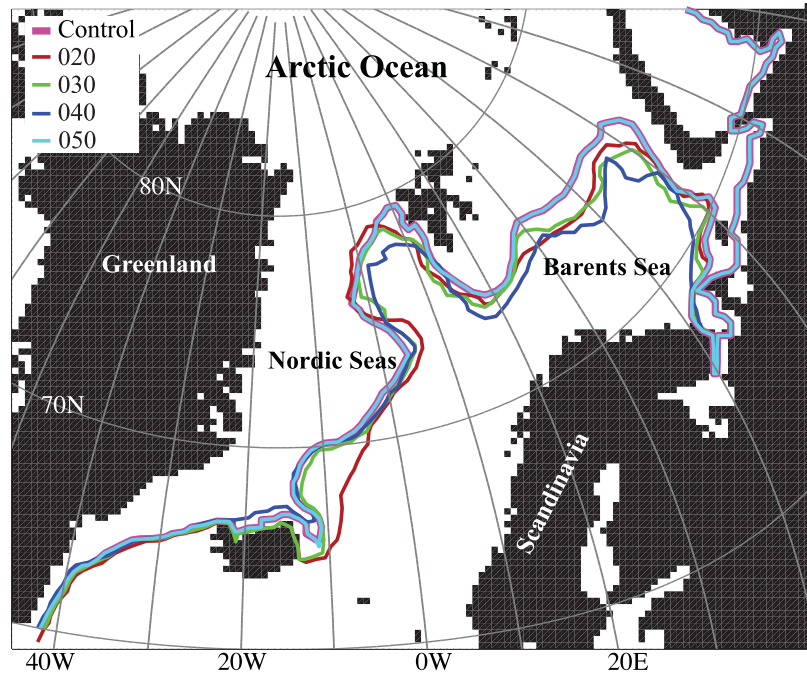 Control
020
030
040
050
Arctic Ocean
80N
Greenland
Barents Sea
Nordic Seas
70N
Scandinavia
40W
20W
0W
20E